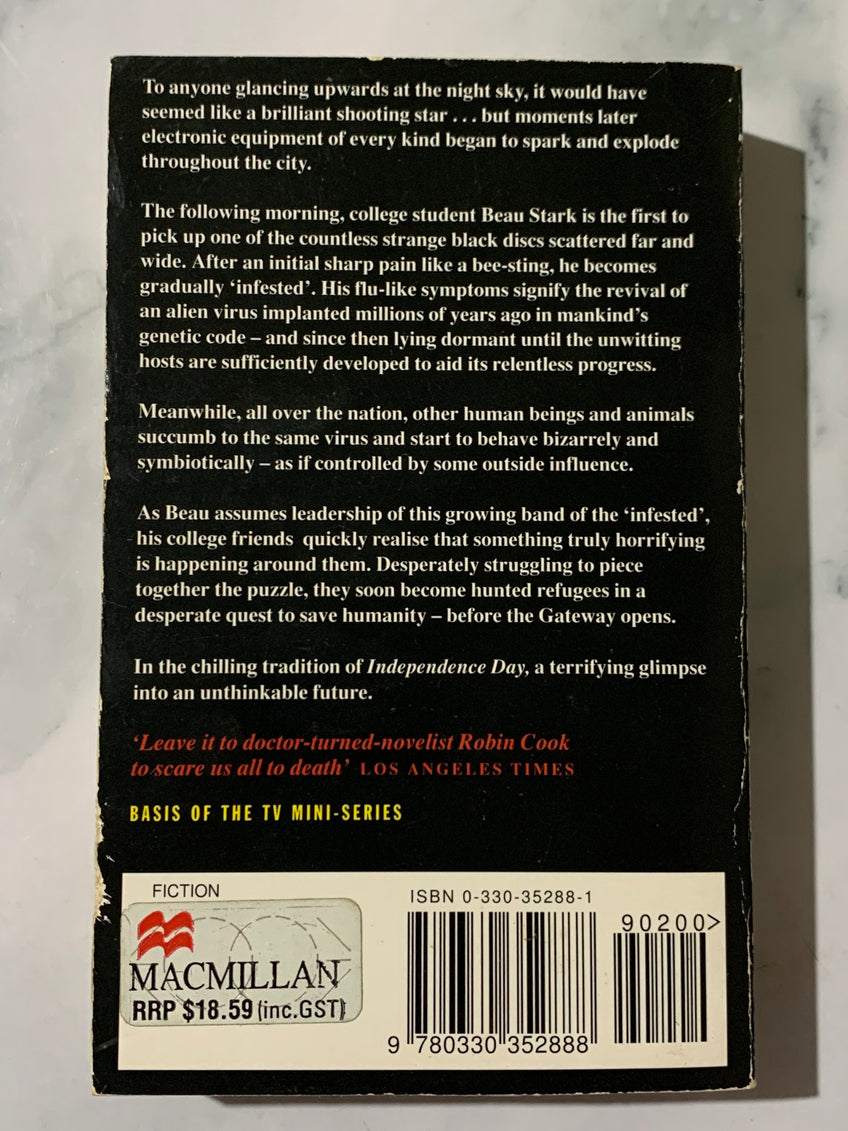 To anyone glancing upwards at the night sky, it would have
seemed like a brilliant shooting star . . . but moments later
electronic equipment of every kind began to spark and explode
throughout the city.
The following morning, college student Beau Stark is the first to
pick up one of the countless strange black discs scattered far and
wide. After an initial sharp pain like a bee-sting, he becomes
gradually ‘infested’. His flu-like symptoms signify the revival of
an alien virus implanted millions of years ago in mankind’s
genetic code – and since then lying dormant until the unwitting
hosts are sufficiently developed to aid its relentless progress.
Meanwhile, all over the nation, other human beings and animals
succumb to the same virus and start to behave bizarrely and
symbiotically – as if controlled by some outside influence.
As Beau assumes leadership of this growing band of the ‘infested’,
his college friends quickly realise that something truly horrifying
is happening around them. Desperately struggling to piece
together the puzzle, they soon become hunted refugees in a
desperate quest to save humanity – before the Gateway opens.
In the chilling tradition of Independence Day, a terrifying glimpse
into an unthinkable future.
‘Leave it to doctor-turned-novelist Robin Cook
to scare us all to death’ LOS ANGELES TIMES
BASIS OF THE TV MINI-SERIES
FICTION
MACMILLAN
RRP $18.59 (inc.GST)
ISBN 0-330-35288-1
90200>
9 780330 352888